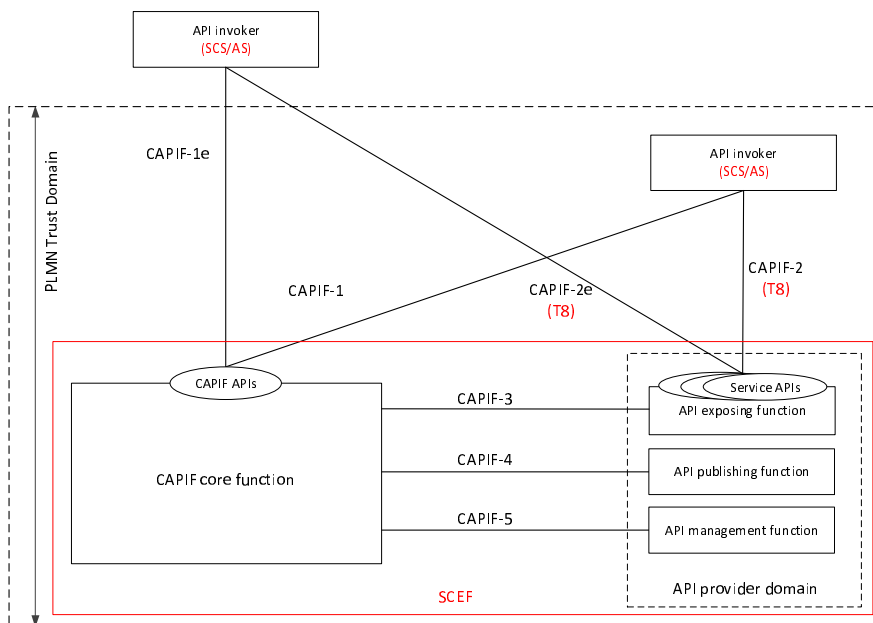 API invoker
(SCS/AS)
CAPIF-1e
PLMN Trust Domain
API invoker
(SCS/AS)
CAPIF-1
CAPIF-2e
(T8)
CAPIF-2
(T8)
CAPIF APIs
Service APIs
API exposing function
CAPIF-3
CAPIF core function
CAPIF-4
API publishing function
CAPIF-5
API management function
API provider domain
SCEF